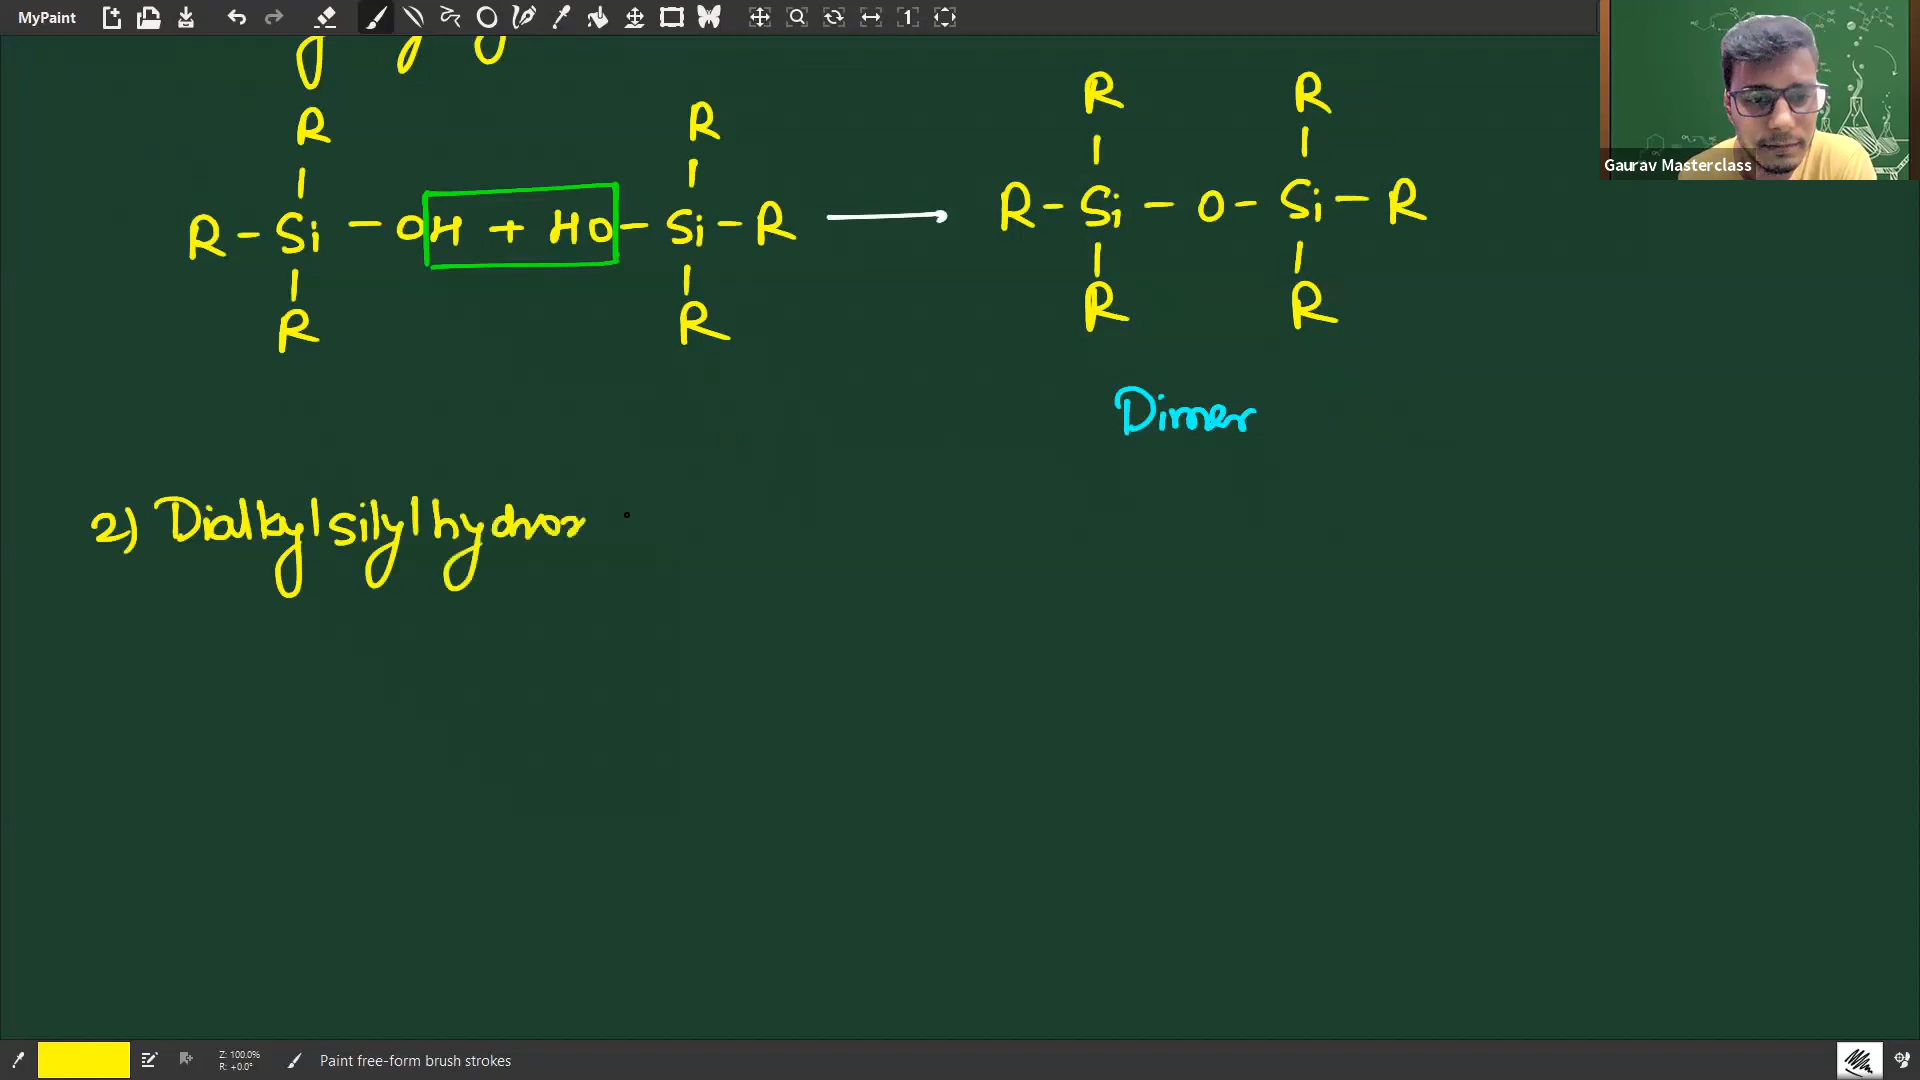 MyPaint
R R
R R
R - Si - OH + HO - Si - R ⟶ R - Si - O - Si - R
R R
R R
Dimer
2) Dialkylsilylhydrox
Gaurav Masterclass
Z: 100.0%
R: +0.0°
Paint free-form brush strokes